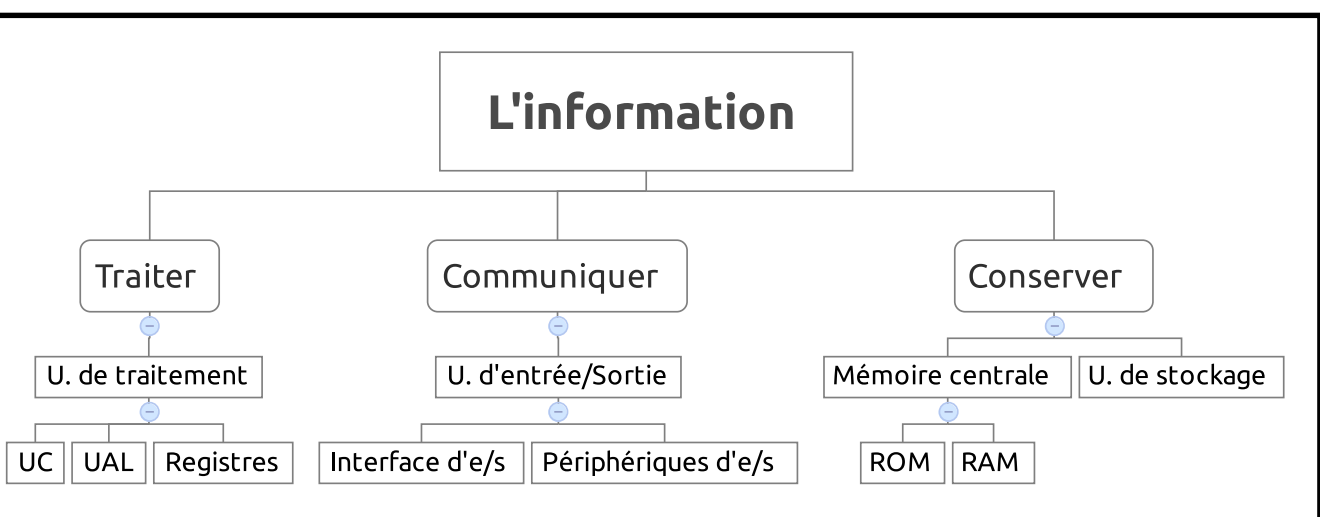 L'information
Traiter
Communiquer
Conserver
U. de traitement
U. d'entrée/Sortie
Mémoire centrale
U. de stockage
UC
UAL
Registres
Interface d'e/s
Périphériques d'e/s
ROM
RAM